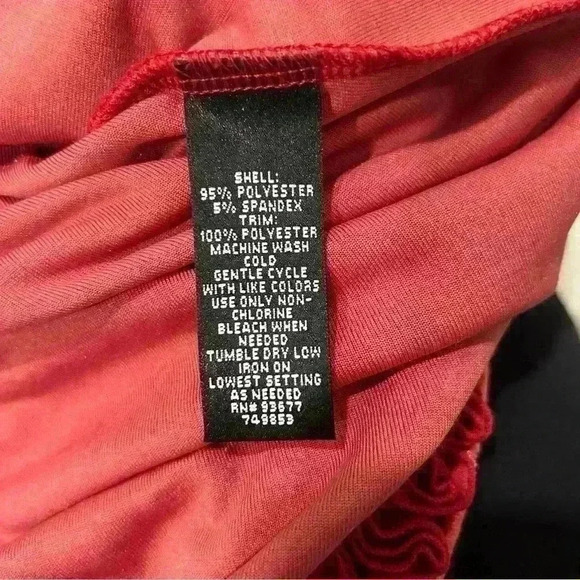 SHELL:
95% POLYESTER
5% SPANDEX
TRIM:
100% POLYESTER
MACHINE WASH
COLD
GENTLE CYCLE
WITH LIKE COLORS
USE ONLY NON-
CHLORINE
BLEACH WHEN
NEEDED
TUMBLE DRY LOW
IRON ON
LOWEST SETTING
AS NEEDED
RN# 93677
749853